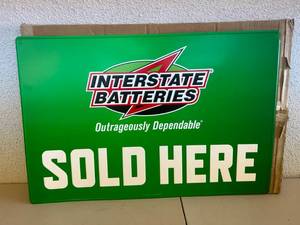 INTERSTATE
BATTERIES
Outrageously Dependable®
SOLD HERE